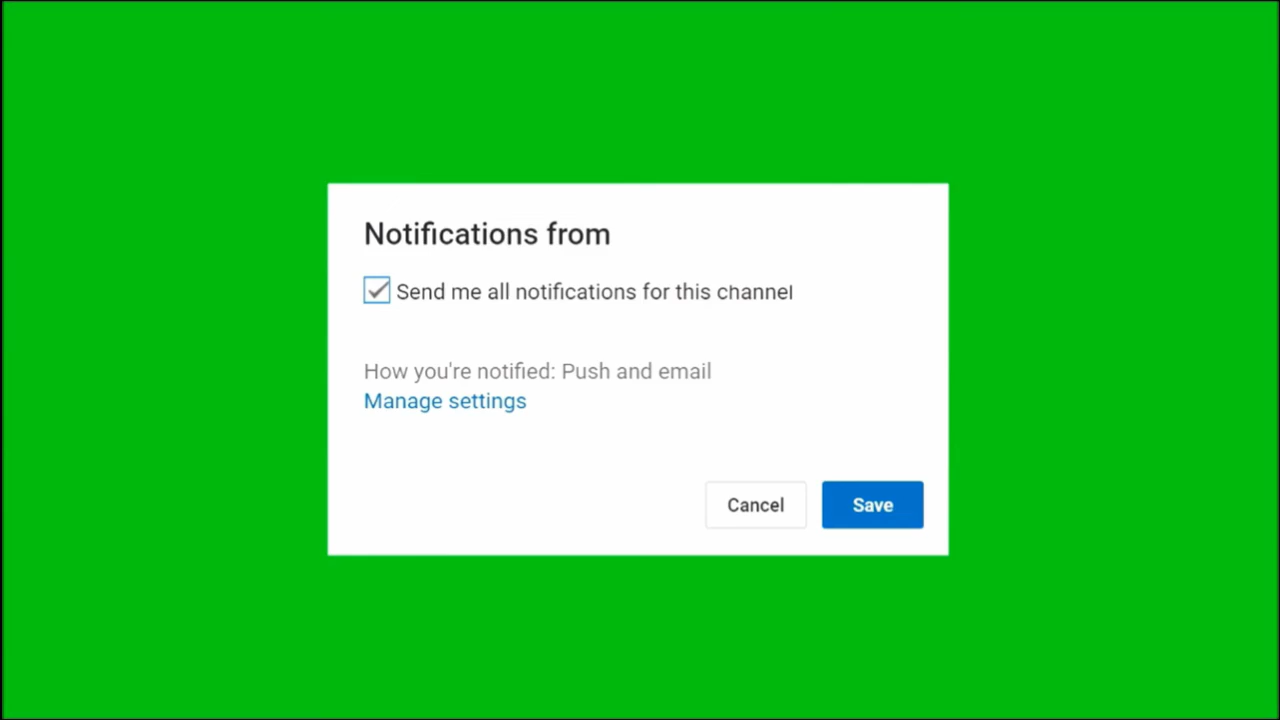 Notifications from
Send me all notifications for this channel
How you're notified: Push and email
Manage settings
Cancel Save